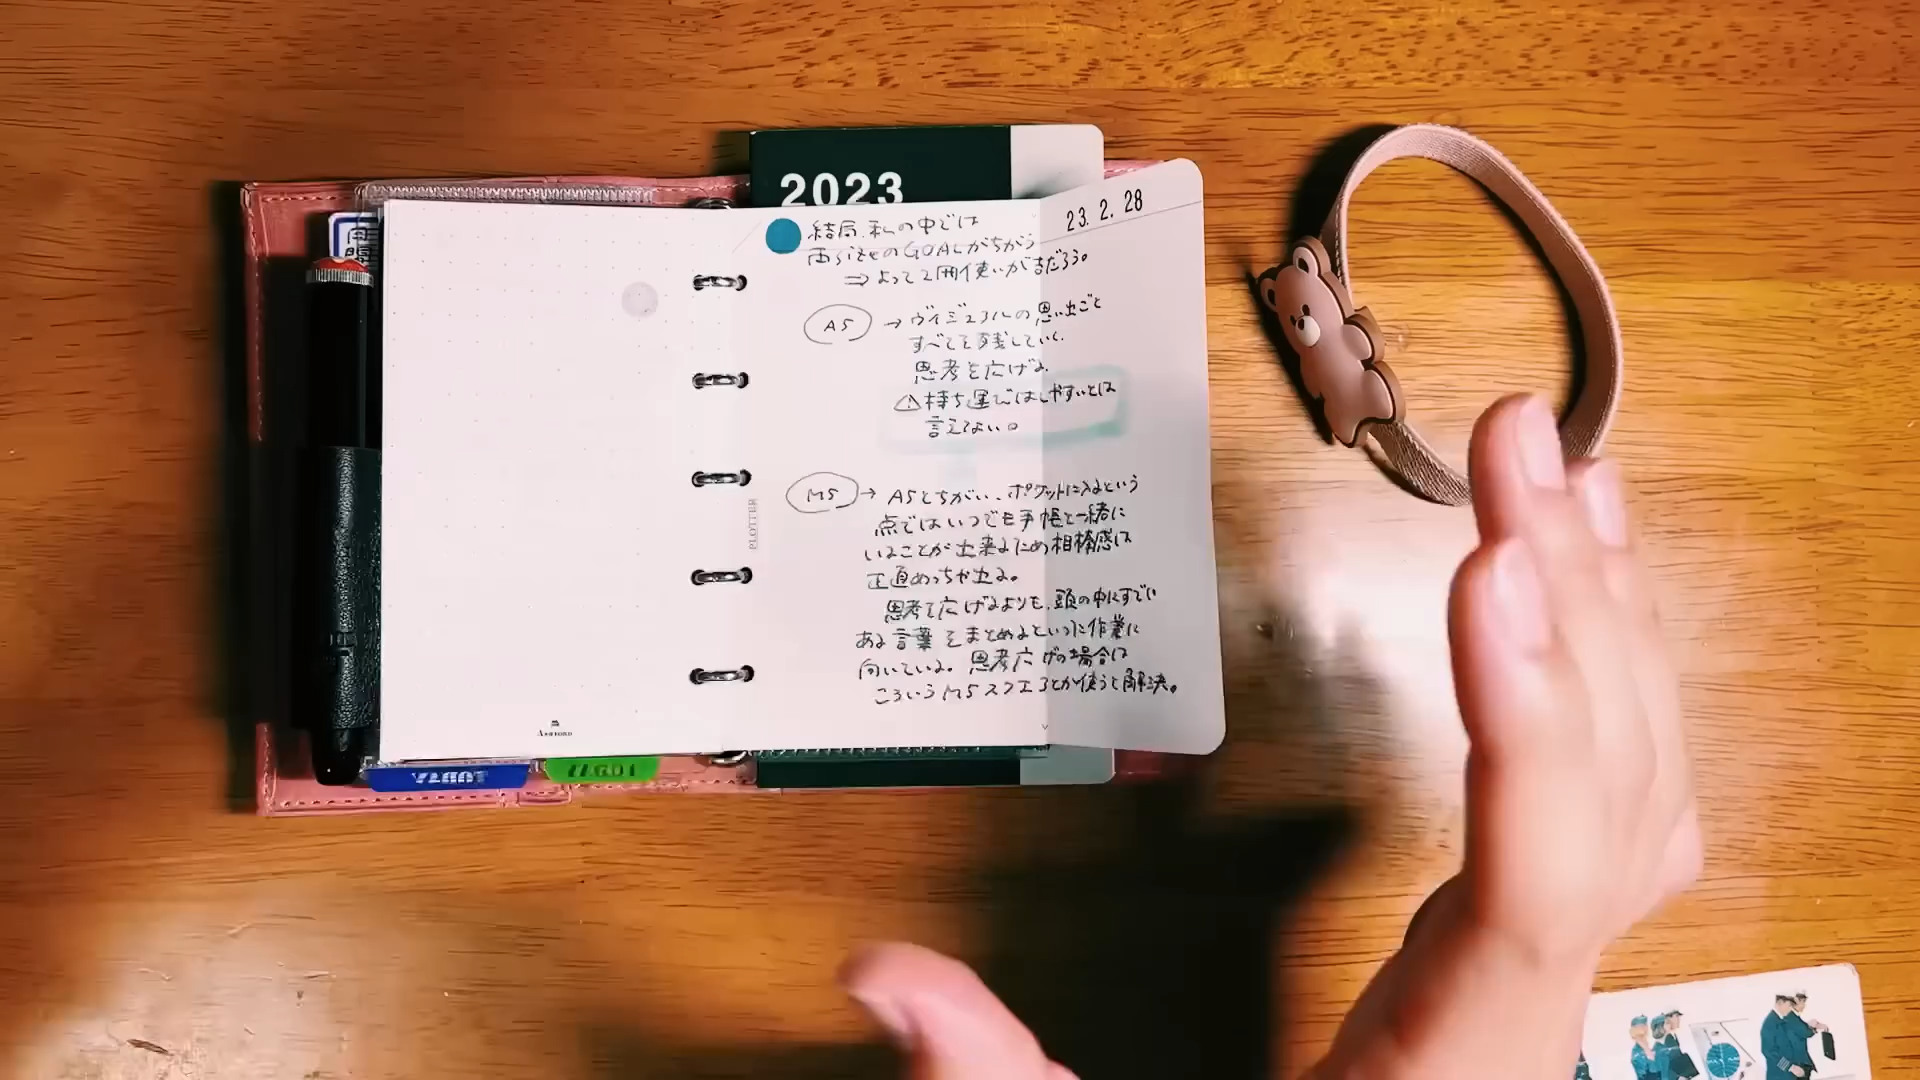 2023
23. 2. 28
結局、私の中では
両sizeのGOALがちがう
⇒よって2冊使いが吉だろう。
A5 → ヴィジュアルの思い出ごと
すべてを残していく。
思考を広げる。
⚠持ち運びはしやすいとは
言えない。
M5 → A5とちがい、ポケットに入るという
点ではいつでも手帳と一緒に
いることが出来るため相棒感は
正直めっちゃ出る。
思考を広げるよりも、頭の中にすでに
ある言葉をまとめるといった作業に
向いている。思考広げの場合は
こういうM5スクエアとか使うと解決。
PLOTTER
ASHFORD